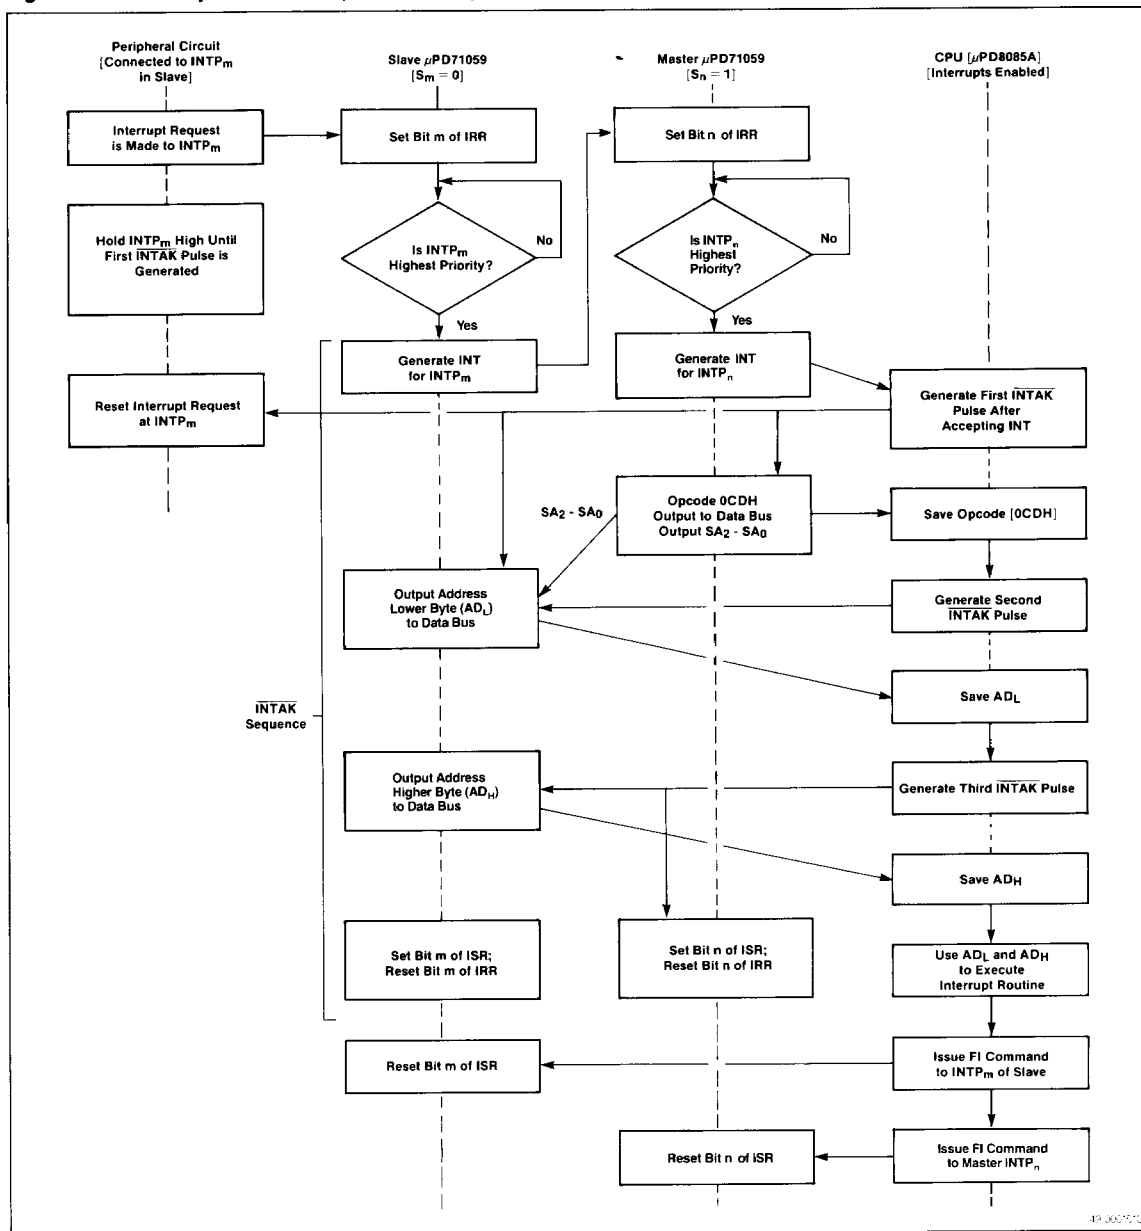 Peripheral Circuit
[Connected to INTPm
in Slave]
Slave μPD71059
[Sm = 0]
Master μPD71059
[Sn = 1]
CPU [μPD8085A]
[Interrupts Enabled]
Interrupt Request
is Made to INTPm
Set Bit m of IRR
Set Bit n of IRR
Hold INTPm High Until
First INTAK Pulse is
Generated
Is INTPm
Highest Priority?
No
Is INTPn
Highest
Priority?
No
Yes
Yes
Generate INT
for INTPm
Generate INT
for INTPn
Reset Interrupt Request
at INTPm
Generate First INTAK
Pulse After
Accepting INT
SA2 - SA0
Opcode 0CDH
Output to Data Bus
Output SA2 - SA0
Save Opcode [0CDH]
Output Address
Lower Byte (ADL)
to Data Bus
Generate Second
INTAK Pulse
INTAK
Sequence
Save ADL
Output Address
Higher Byte (ADH)
to Data Bus
Generate Third INTAK Pulse
Save ADH
Set Bit m of ISR;
Reset Bit m of IRR
Set Bit n of ISR;
Reset Bit n of IRR
Use ADL and ADH
to Execute
Interrupt Routine
Reset Bit m of ISR
Issue FI Command
to INTPm of Slave
Reset Bit n of ISR
Issue FI Command
to Master INTPn